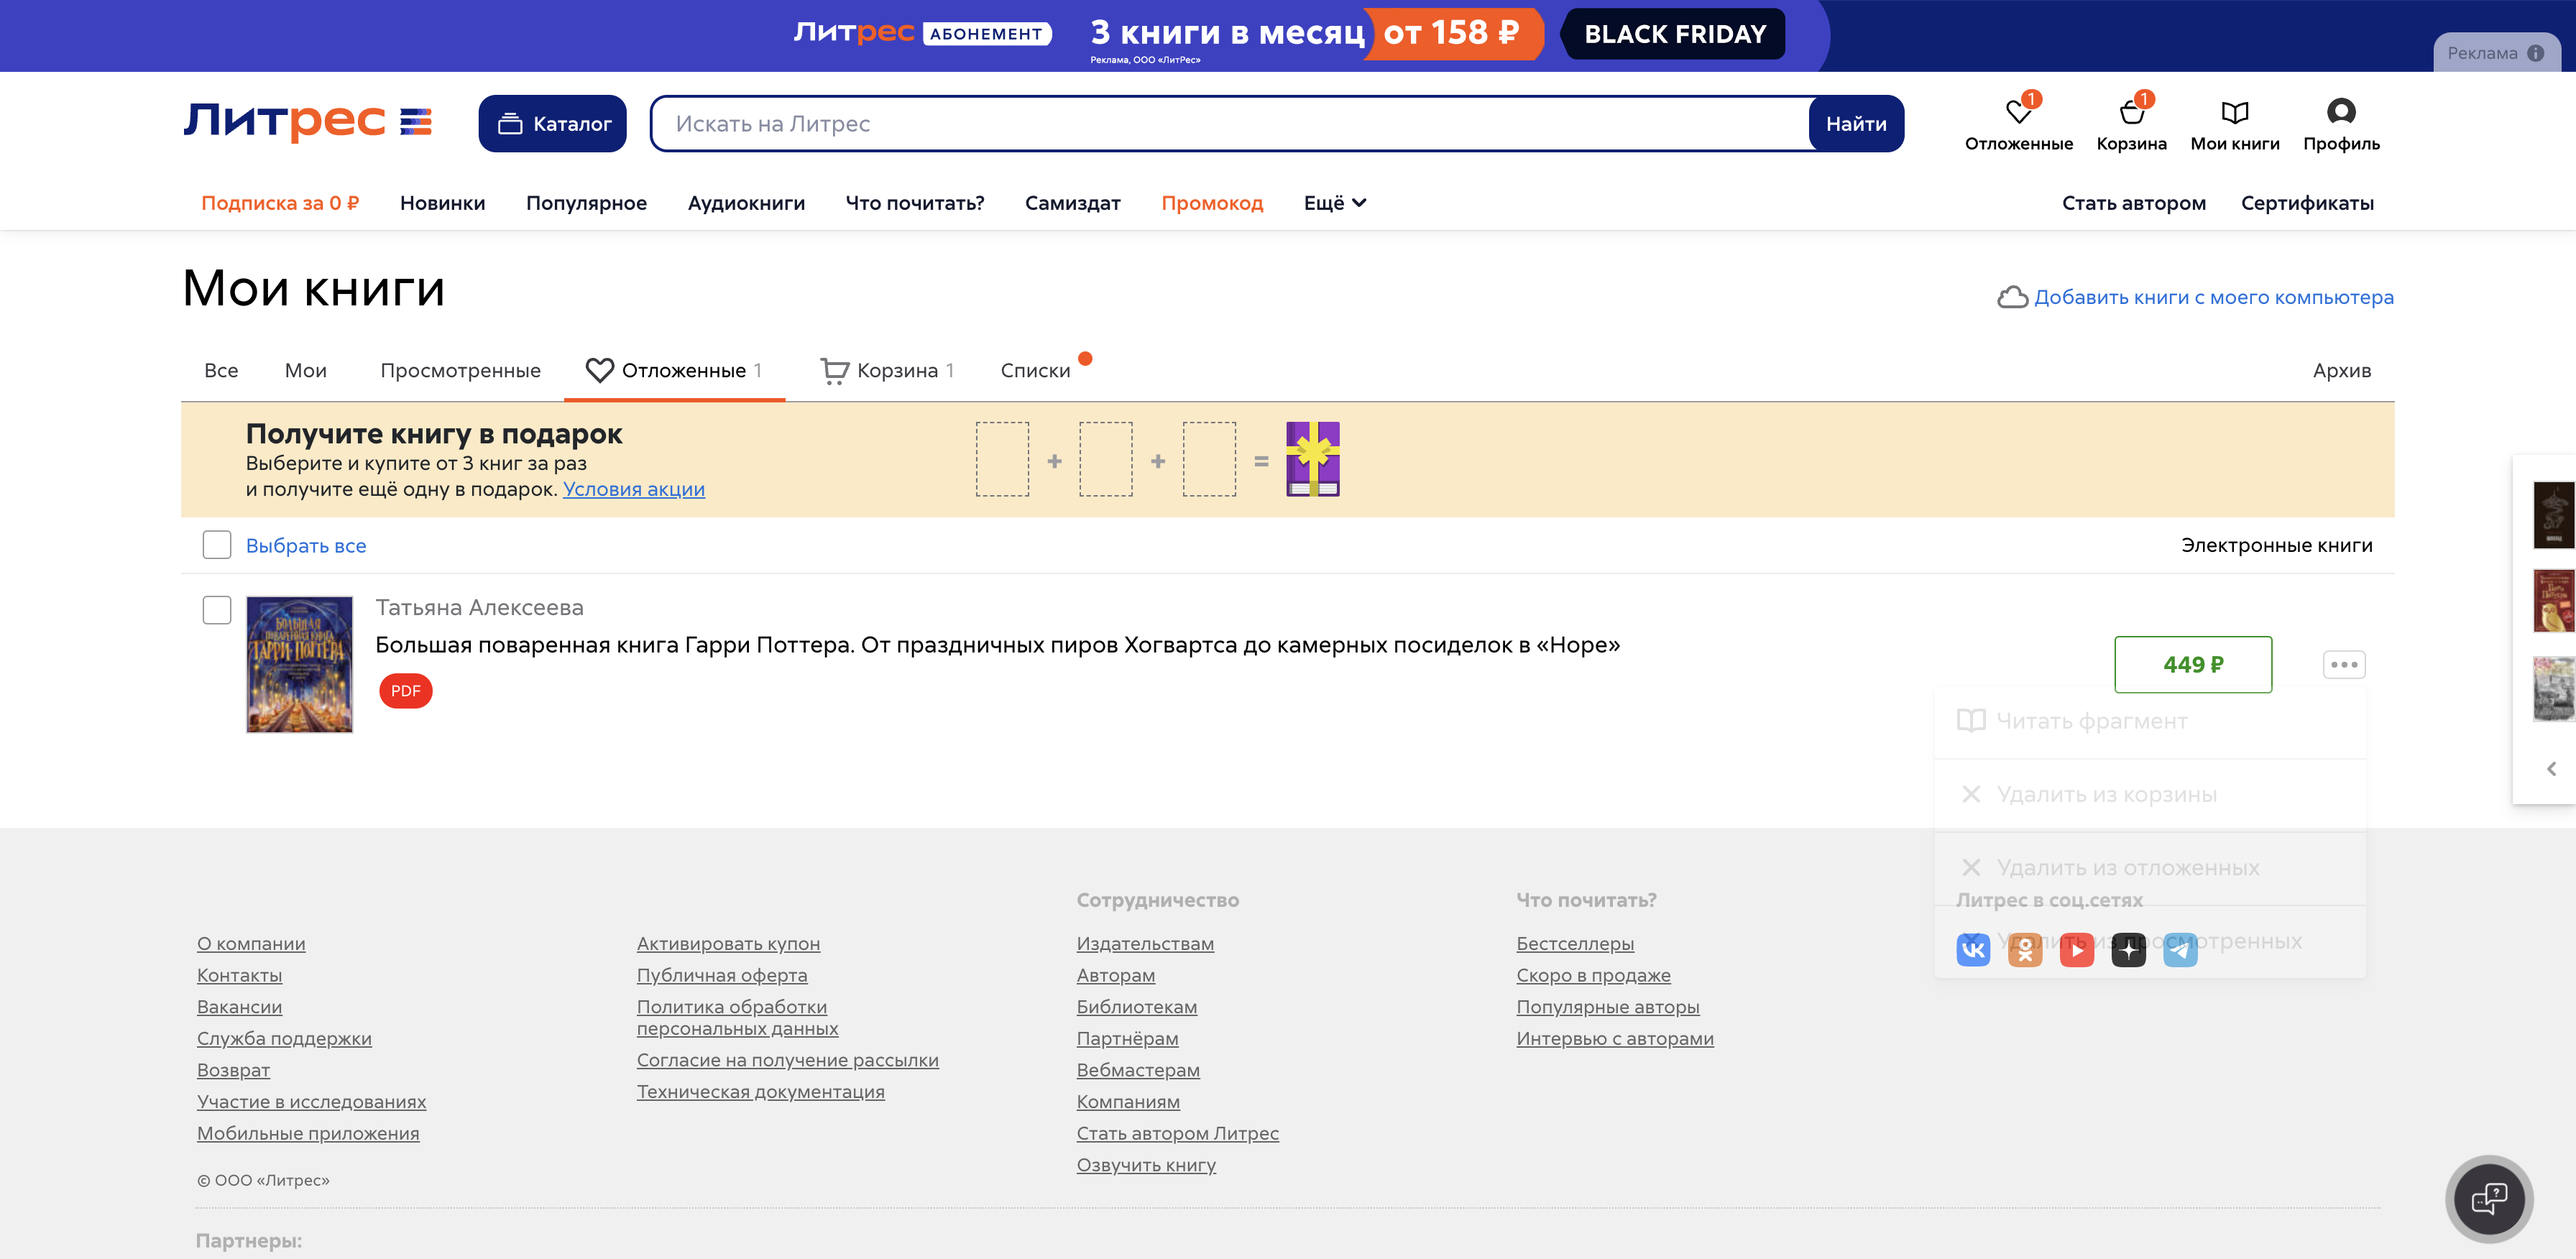 Литрес АБОНЕМЕНТ 3 книги в месяц от 158 ₽ BLACK FRIDAY
Реклама, ООО «ЛитРес»
Реклама
Литрес
Каталог
Искать на Литрес
Найти
1
Отложенные
1
Корзина
Мои книги
Профиль
Подписка за 0 ₽ Новинки Популярное Аудиокниги Что почитать? Самиздат Промокод Ещё Стать автором Сертификаты
Мои книги
Добавить книги с моего компьютера
Все Мои Просмотренные Отложенные 1 Корзина 1 Списки Архив
Получите книгу в подарок
Выберите и купите от 3 книг за раз
и получите ещё одну в подарок. Условия акции
+ + =
Выбрать все Электронные книги
БОЛЬШАЯ
ПОВАРЕННАЯ КНИГА
ГАРРИ ПОТТЕРА
Татьяна Алексеева
Большая поваренная книга Гарри Поттера. От праздничных пиров Хогвартса до камерных посиделок в «Норе»
PDF
449 ₽
Читать фрагмент
Удалить из корзины
Удалить из отложенных
Удалить из просмотренных
О компании
Контакты
Вакансии
Служба поддержки
Возврат
Участие в исследованиях
Мобильные приложения
© ООО «Литрес»
Активировать купон
Публичная оферта
Политика обработки
персональных данных
Согласие на получение рассылки
Техническая документация
Сотрудничество
Издательствам
Авторам
Библиотекам
Партнёрам
Вебмастерам
Компаниям
Стать автором Литрес
Озвучить книгу
Что почитать?
Бестселлеры
Скоро в продаже
Популярные авторы
Интервью с авторами
Литрес в соц.сетях
Партнеры: